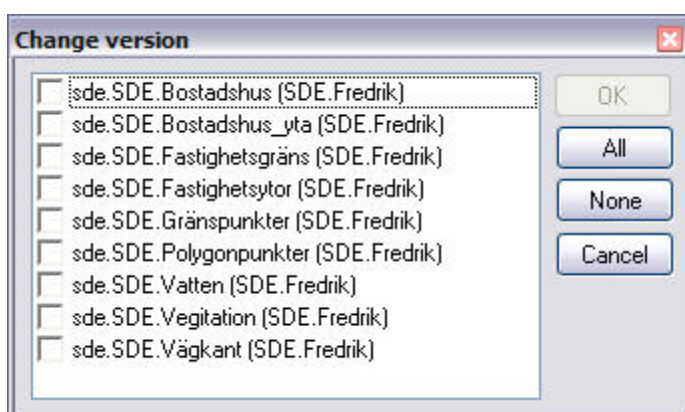 Change version
sde.SDE.Bostadshus (SDE.Fredrik)
sde.SDE.Bostadshus_yta (SDE.Fredrik)
sde.SDE.Fastighetsgräns (SDE.Fredrik)
sde.SDE.Fastighetsytor (SDE.Fredrik)
sde.SDE.Gränspunkter (SDE.Fredrik)
sde.SDE.Polygonpunkter (SDE.Fredrik)
sde.SDE.Vatten (SDE.Fredrik)
sde.SDE.Vegitation (SDE.Fredrik)
sde.SDE.Vägkant (SDE.Fredrik)
OK
All
None
Cancel